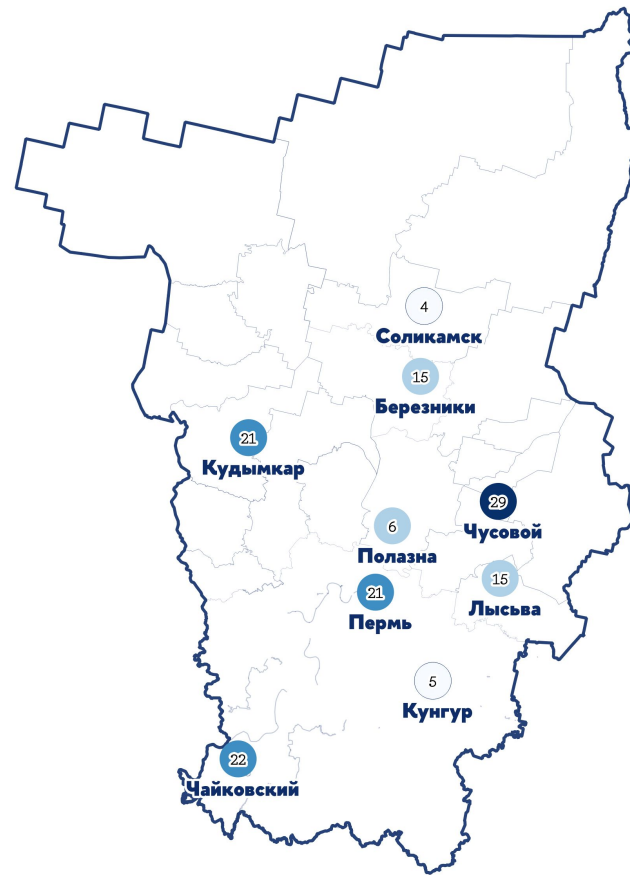 4
Соликамск
15
Березники
21
Кудымкар
29
Чусовой
6
Полазна
15
Лысьва
21
Пермь
5
Кунгур
22
Чайковский